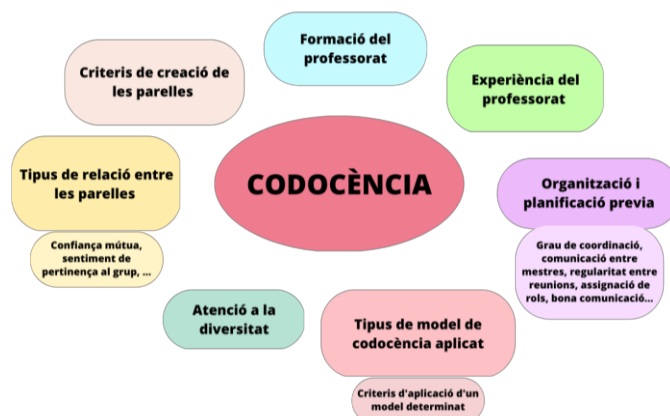 Formació del
professorat
Criteris de creació de
les parelles
Experiència del
professorat
Tipus de relació entre
les parelles
CODOCÈNCIA
Organització i
planificació previa
Confiança mútua,
sentiment de
pertinença al grup, ...
Grau de coordinació,
comunicació entre
mestres, regularitat entre
reunions, assignació de
rols, bona comunicació...
Atenció a la
diversitat
Tipus de model de
codocència aplicat
Criteris d'aplicació d'un
model determinat